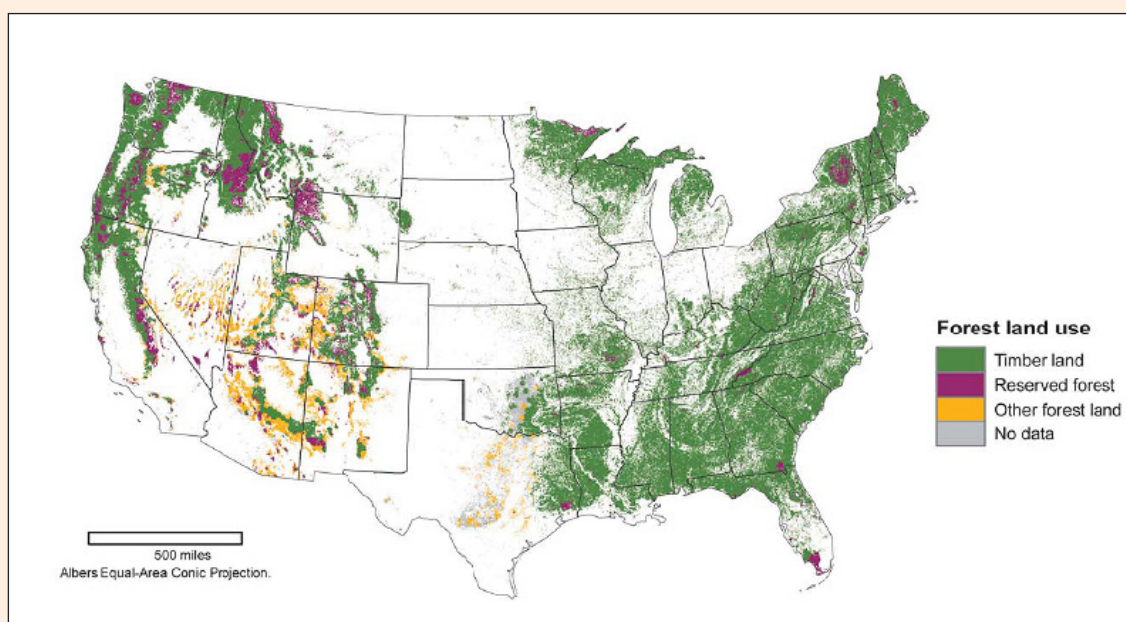 Forest land use
Timber land
Reserved forest
Other forest land
No data
500 miles
Albers Equal-Area Conic Projection.